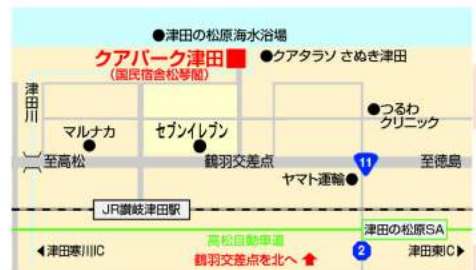 ●津田の松原海水浴場
クアパーク津田
(国民宿舎松琴閣)
●クアタラソ さぬき津田
津田川
●つるわ
クリニック
マルナカ
セブンイレブン
至高松
鶴羽交差点
11
至徳島
ヤマト運輸●
JR讃岐津田駅
津田の松原SA
高松自動車道
◀津田寒川IC
鶴羽交差点を北へ
2
津田東IC▶